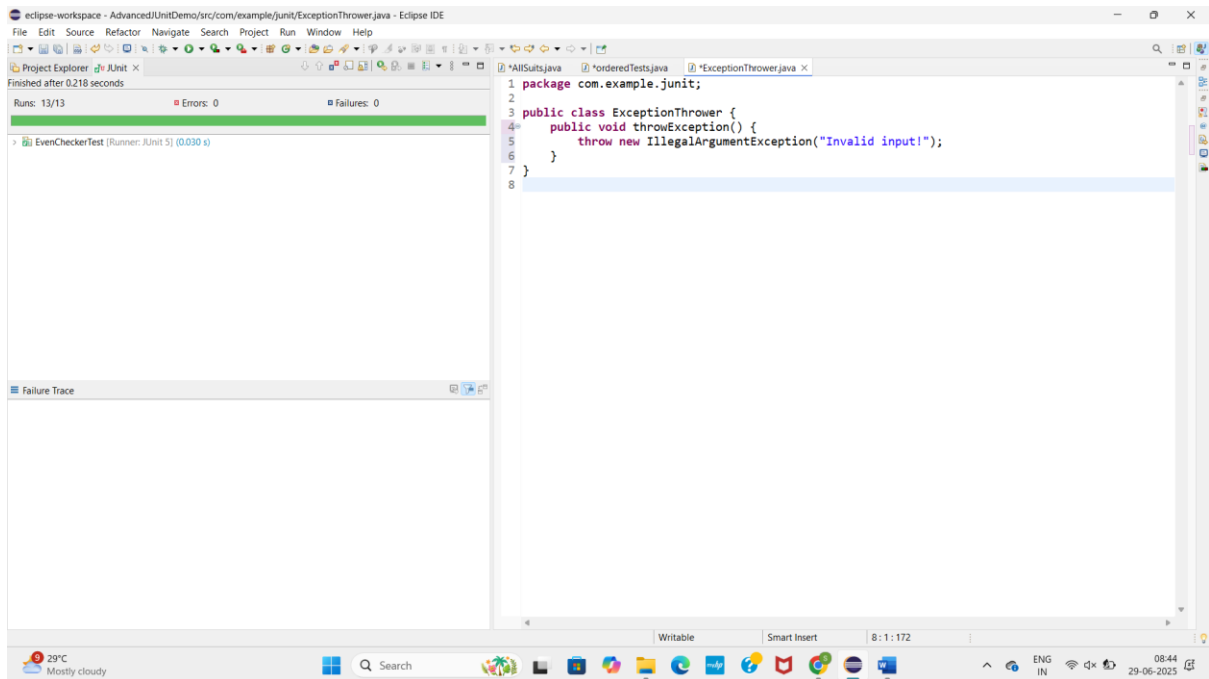 eclipse-workspace - AdvancedJUnitDemo/src/com/example/junit/ExceptionThrower.java - Eclipse IDE
File Edit Source Refactor Navigate Search Project Run Window Help
Project Explorer JUnit
Finished after 0.218 seconds
Runs: 13/13 Errors: 0 Failures: 0
EvenCheckerTest [Runner: JUnit 5] (0.030 s)
Failure Trace
*AllSuits.java *orderedTests.java *ExceptionThrower.java
1 package com.example.junit;
2
3 public class ExceptionThrower {
4 public void throwException() {
5 throw new IllegalArgumentException("Invalid input!");
6 }
7 }
8
Writable Smart Insert 8 : 1 : 172
9 29°C
Mostly cloudy
Search
ENG
IN
08:44
29-06-2025